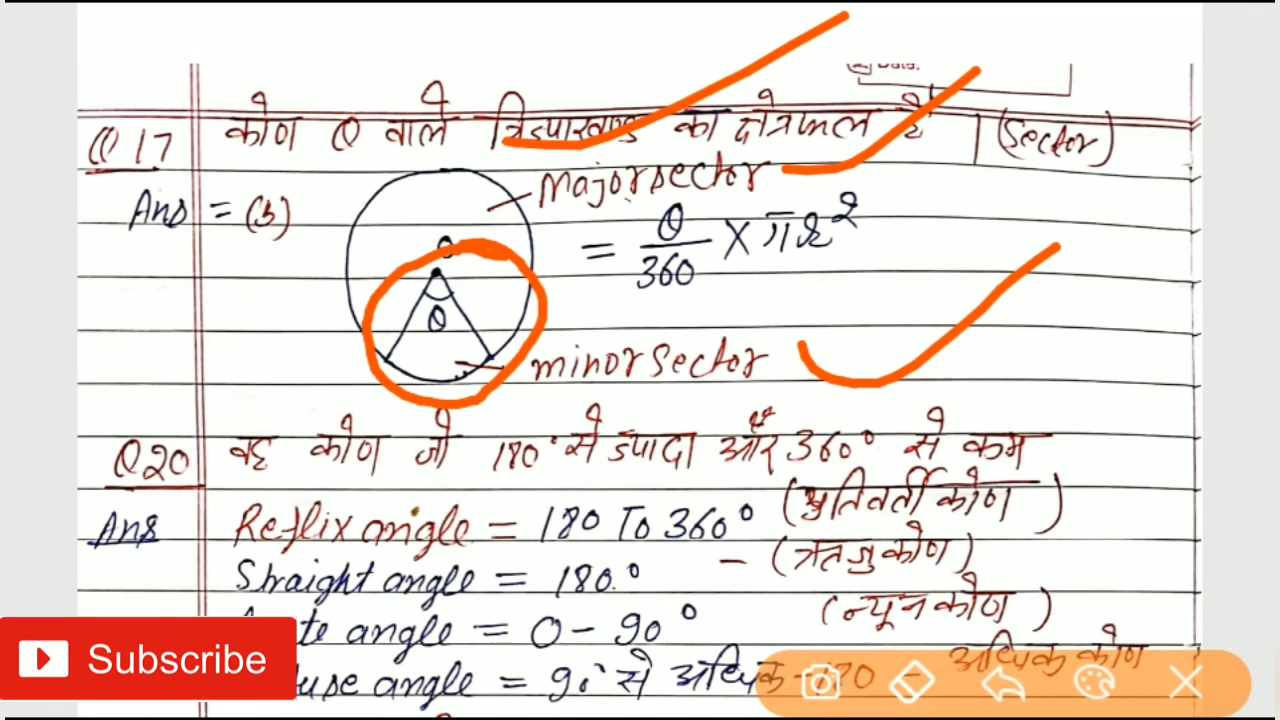 Date.
Q 17 कोण θ वाले त्रिज्याखण्ड का क्षेत्रफल है (Sector)
Ans = (b)
Major sector
= θ/360 × πr²
O
θ
minor sector
Q20 वह कोण जो 180° से ज्यादा और 360° से कम
Ans Reflix angle = 180 To 360° (प्रतिवर्ती कोण)
Straight angle = 180.° - (ऋजु कोण)
te angle = 0 - 90° (न्यून कोण)
use angle = 90° से अधिक - 180 - अधिक कोण
Subscribe